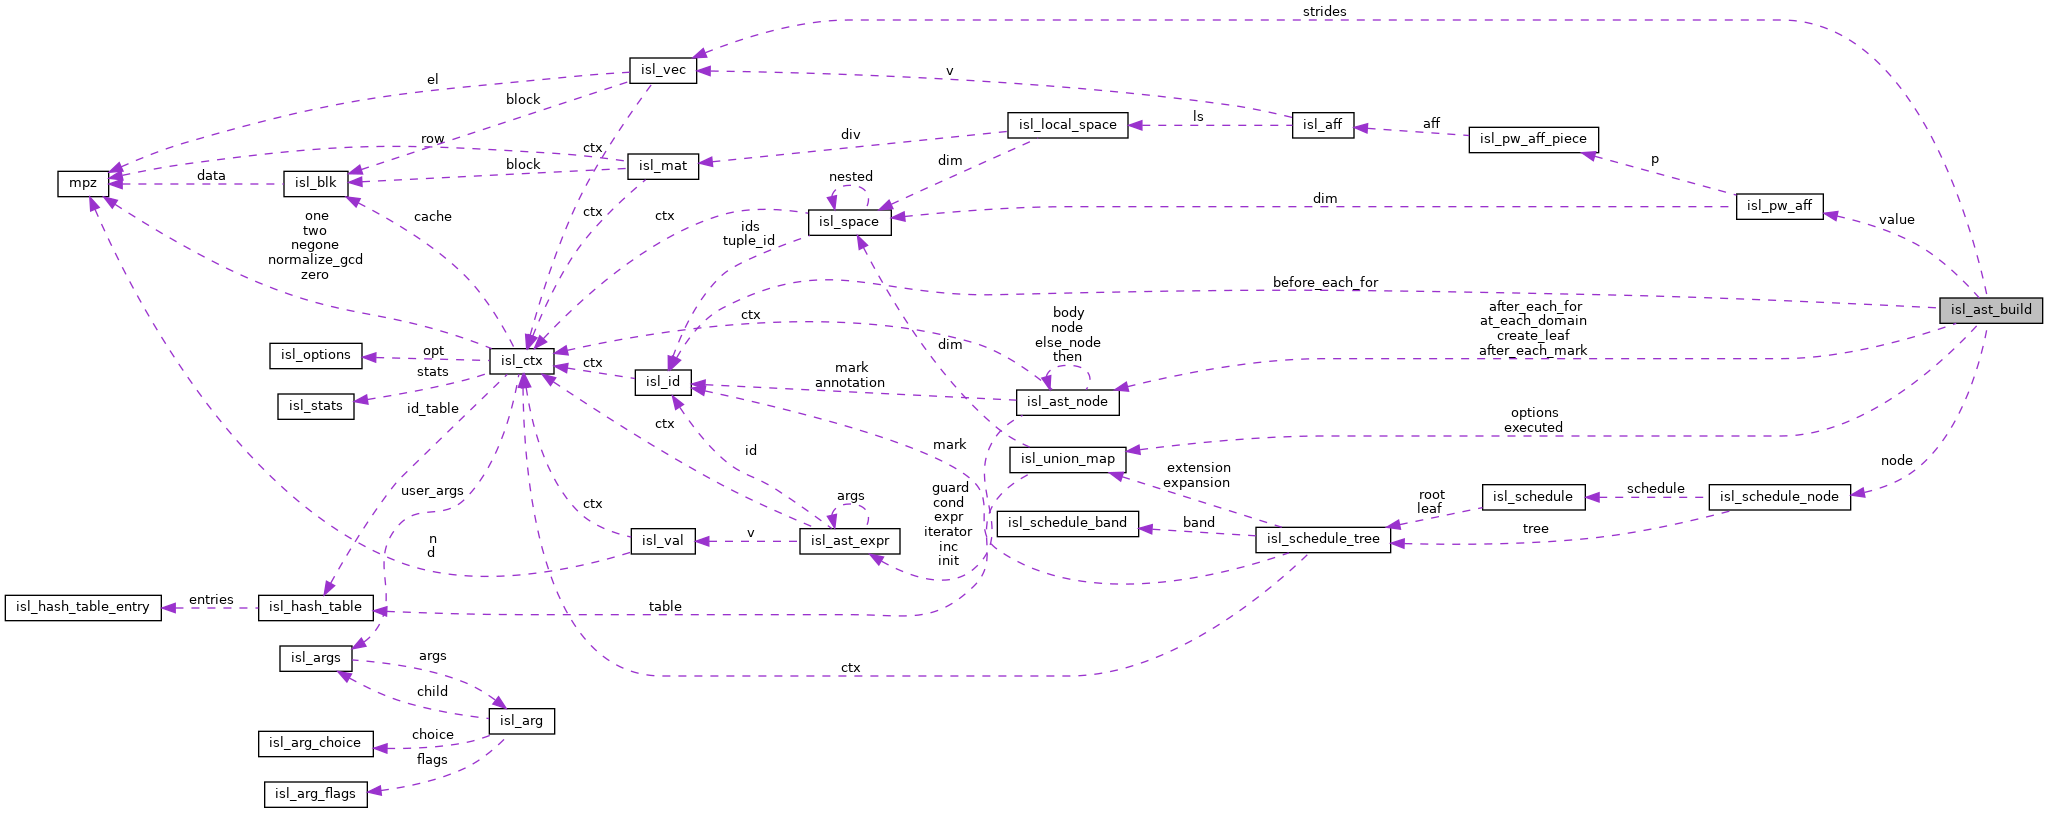 strides
isl_vec
v
el
block
isl_local_space
ls
isl_aff
aff
isl_pw_aff_piece
div
row
ctx
dim
p
block
isl_mat
mpz
data
isl_blk
nested
dim
isl_pw_aff
value
cache
ctx
ctx
isl_space
one
two
negone
normalize_gcd
zero
ids
tuple_id
before_each_for
isl_ast_build
after_each_for
at_each_domain
create_leaf
after_each_mark
ctx
body
node
else_node
then
isl_options
opt
isl_ctx
ctx
dim
stats
mark
annotation
isl_id
isl_ast_node
isl_stats
id_table
options
executed
ctx
mark
id
isl_union_map
node
extension
expansion
user_args
args
guard
cond
expr
iterator
inc
init
root
leaf
isl_schedule
schedule
isl_schedule_node
ctx
isl_schedule_band
band
tree
n
d
isl_val
v
isl_ast_expr
isl_schedule_tree
isl_hash_table_entry
entries
isl_hash_table
table
isl_args
args
ctx
child
isl_arg
choice
isl_arg_choice
flags
isl_arg_flags